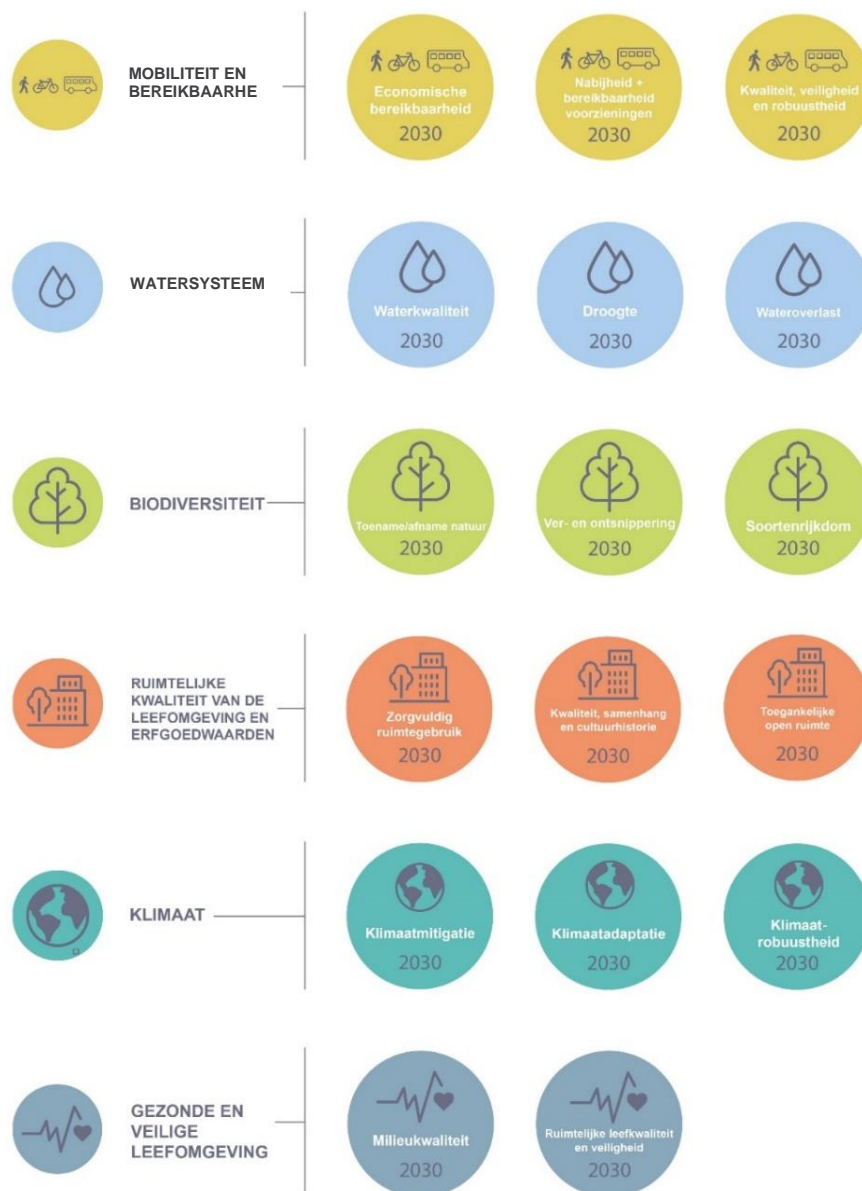 MOBILITEIT EN
BEREIKBAARHE
Economische
bereikbaarheid
2030
Nabijheid +
bereikbaarheid
voorzieningen
2030
Kwaliteit, veiligheid
en robuustheid
2030
WATERSYSTEEM
Waterkwaliteit
2030
Droogte
2030
Wateroverlast
2030
BIODIVERSITEIT
Toename/afname natuur
2030
Ver- en ontsnippering
2030
Soortenrijkdom
2030
RUIMTELIJKE
KWALITEIT VAN DE
LEEFOMGEVING EN
ERFGOEDWAARDEN
Zorgvuldig
ruimtegebruik
2030
Kwaliteit, samenhang
en cultuurhistorie
2030
Toegankelijke
open ruimte
2030
KLIMAAT
Klimaatmitigatie
2030
Klimaatadaptatie
2030
Klimaat-
robuustheid
2030
GEZONDE EN
VEILIGE
LEEFOMGEVING
Milieukwaliteit
2030
Ruimtelijke leefkwaliteit
en veiligheid
2030